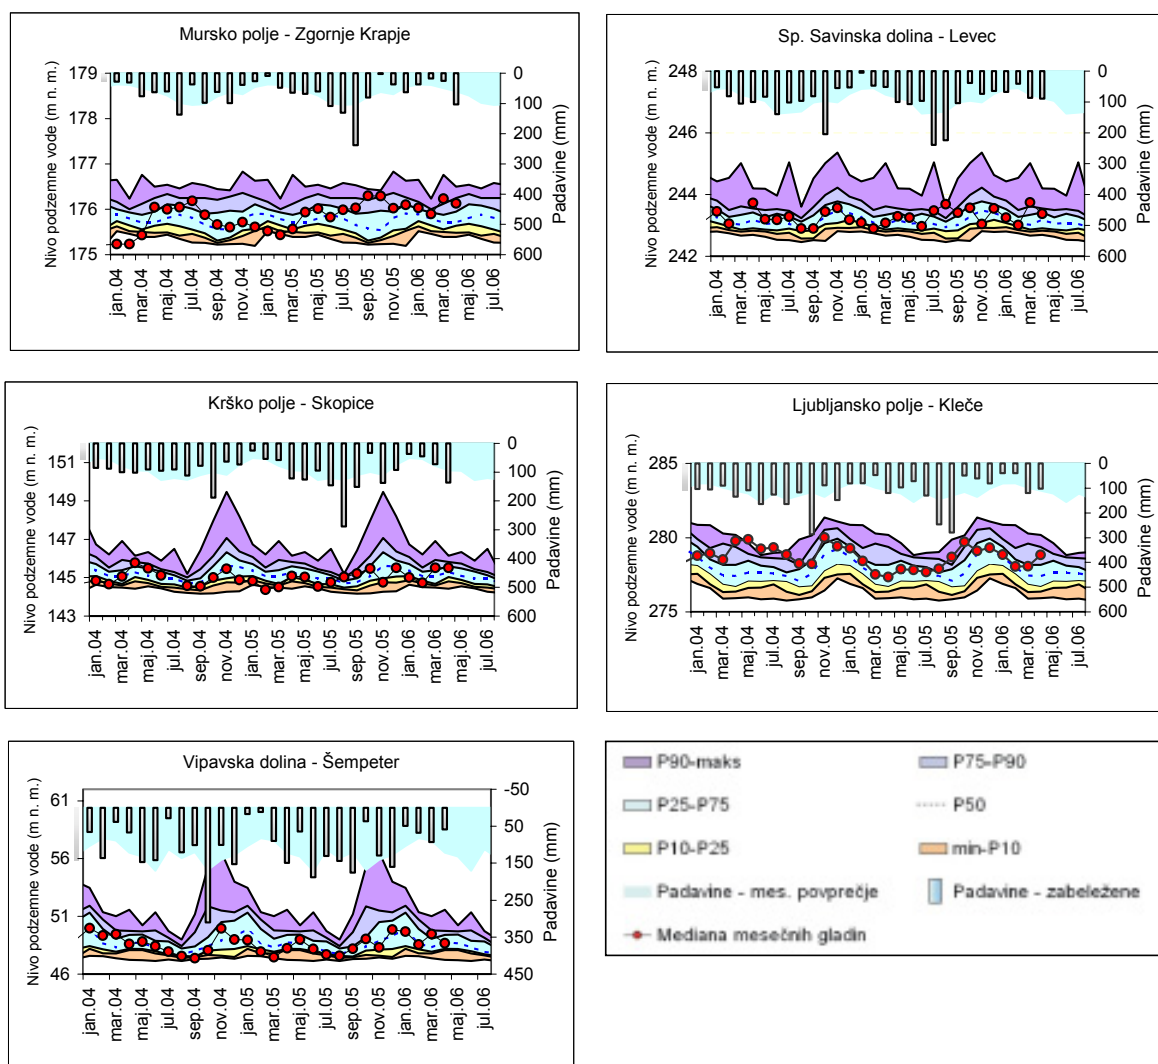 Mursko polje - Zgornje Krapje
Nivo podzemne vode (m n. m.)
179
178
177
176
175
0
100
200
300
400
500
600
Padavine (mm)
jan.04
mar.04
maj.04
jul.04
sep.04
nov.04
jan.05
mar.05
maj.05
jul.05
sep.05
nov.05
jan.06
mar.06
maj.06
jul.06
Sp. Savinska dolina - Levec
Nivo podzemne vode (m n. m.)
248
246
244
242
0
100
200
300
400
500
600
Padavine (mm)
jan.04
mar.04
maj.04
jul.04
sep.04
nov.04
jan.05
mar.05
maj.05
jul.05
sep.05
nov.05
jan.06
mar.06
maj.06
jul.06
Krško polje - Skopice
Nivo podzemne vode (m n. m.)
151
149
147
145
143
0
100
200
300
400
500
600
Padavine (mm)
jan.04
mar.04
maj.04
jul.04
sep.04
nov.04
jan.05
mar.05
maj.05
jul.05
sep.05
nov.05
jan.06
mar.06
maj.06
jul.06
Ljubljansko polje - Kleče
Nivo podzemne vode (m n. m.)
285
280
275
0
100
200
300
400
500
600
Padavine (mm)
jan.04
mar.04
maj.04
jul.04
sep.04
nov.04
jan.05
mar.05
maj.05
jul.05
sep.05
nov.05
jan.06
mar.06
maj.06
jul.06
Vipavska dolina - Šempeter
Nivo podzemne vode (m n. m.)
61
56
51
46
-50
50
150
250
350
450
Padavine (mm)
jan.04
mar.04
maj.04
jul.04
sep.04
nov.04
jan.05
mar.05
maj.05
jul.05
sep.05
nov.05
jan.06
mar.06
maj.06
jul.06
P90-maks
P75-P90
P25-P75
P50
P10-P25
min-P10
Padavine - mes. povprečje
Padavine - zabeležene
Mediana mesečnih gladin